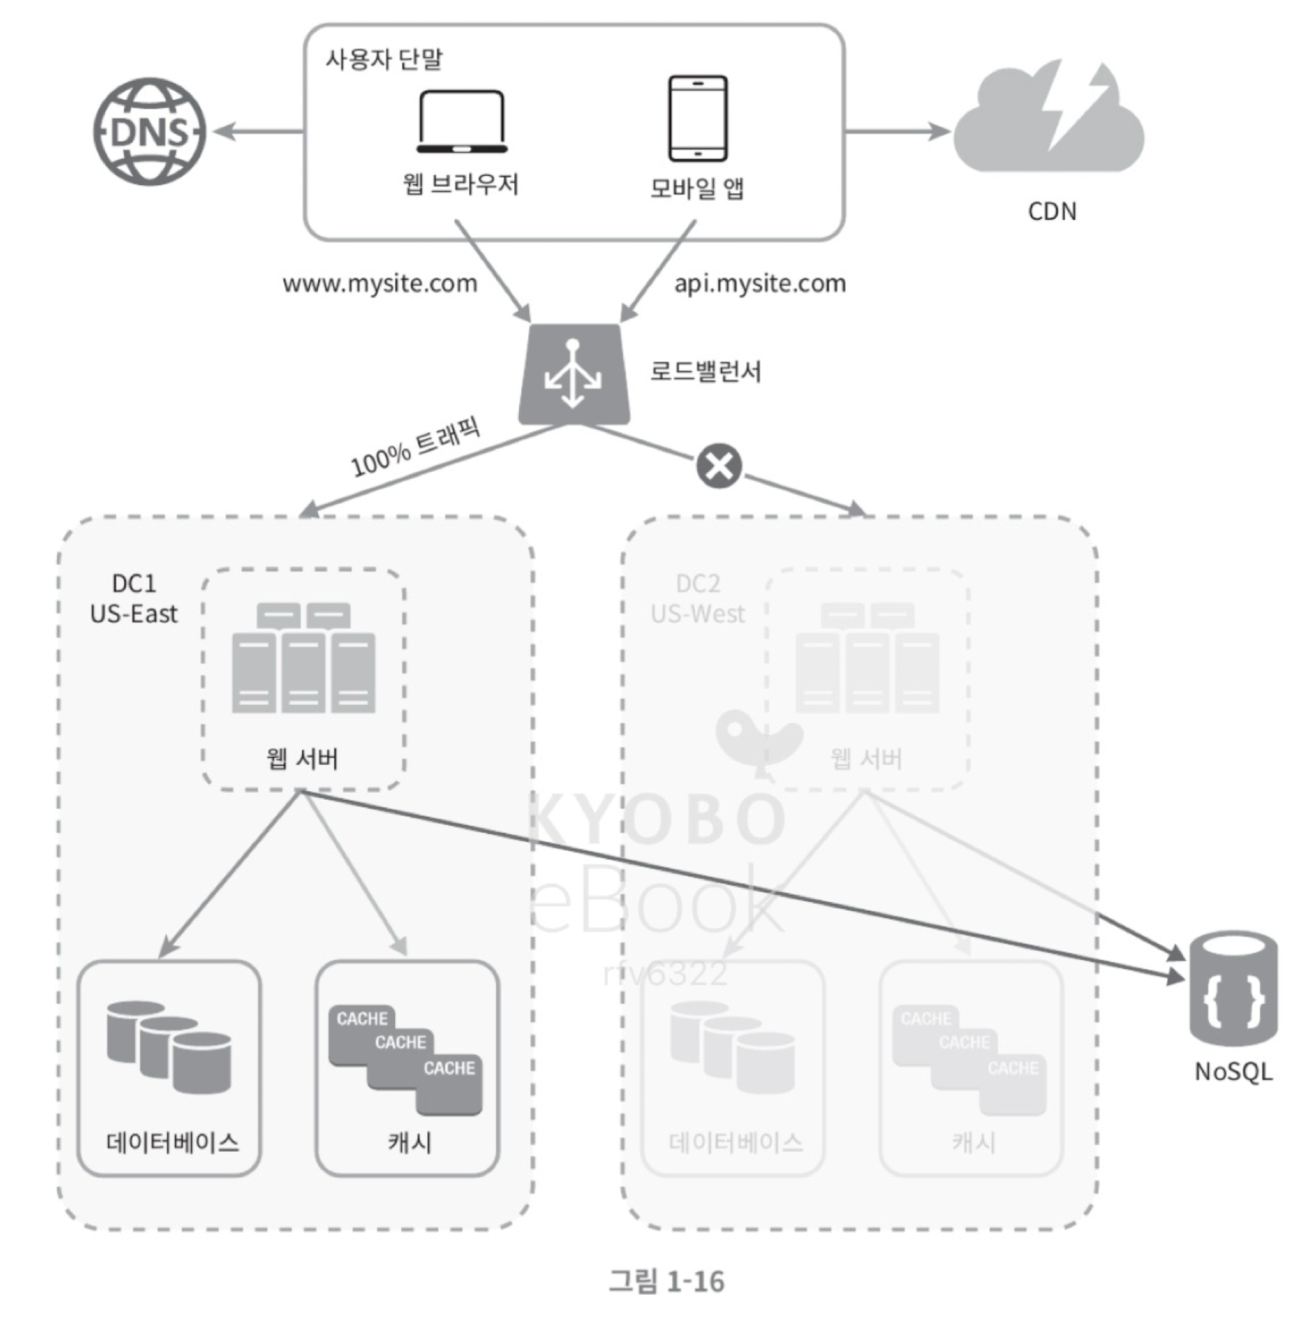 사용자 단말
DNS
웹 브라우저
모바일 앱
CDN
www.mysite.com
api.mysite.com
로드밸런서
100% 트래픽
DC1
US-East
DC2
US-West
웹 서버
웹 서버
KYOBO
eBook
rfv6322
CACHE
CACHE
CACHE
CACHE
CACHE
CACHE
{ }
NoSQL
데이터베이스
캐시
데이터베이스
캐시
그림 1-16